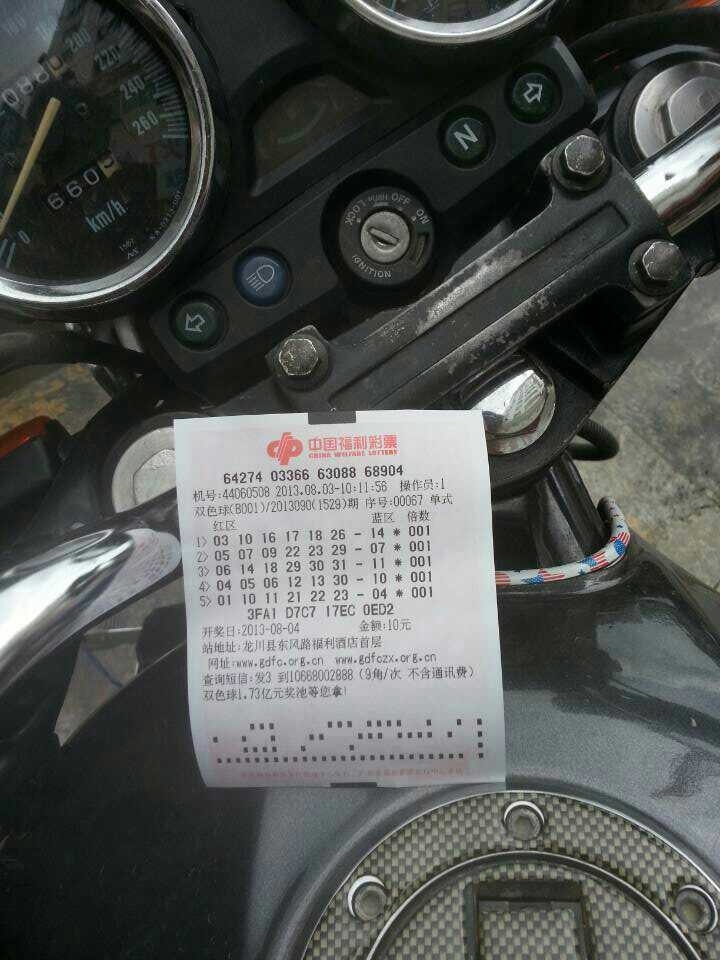 200
220
240
260
6609
0
km/h
N
LOCK
PUSH OFF
ON
IGNITION
中国福利彩票
CHINA WELFARE LOTTERY
64274 03366 63088 68904
机号:44060508 2013.08.03-10:11:56 操作员:1
双色球(B001)/2013090(1529)期 序号:00067 单式
红区 蓝区 倍数
1> 03 10 16 17 18 26 - 14 * 001
2> 05 07 09 22 23 29 - 07 * 001
3> 06 14 18 29 30 31 - 11 * 001
4> 04 05 06 12 13 30 - 10 * 001
5> 01 10 11 21 22 23 - 04 * 001
3FA1 D7C7 17EC 0ED2
开奖日:2013-08-04 金额:10元
站地址:龙川县东风路福利酒店首层
网址:www.gdfc.org.cn www.gdfczx.org.cn
查询短信:发3 到10668002888 (9角/次 不含通讯费)
双色球1.73亿元奖池等您拿!